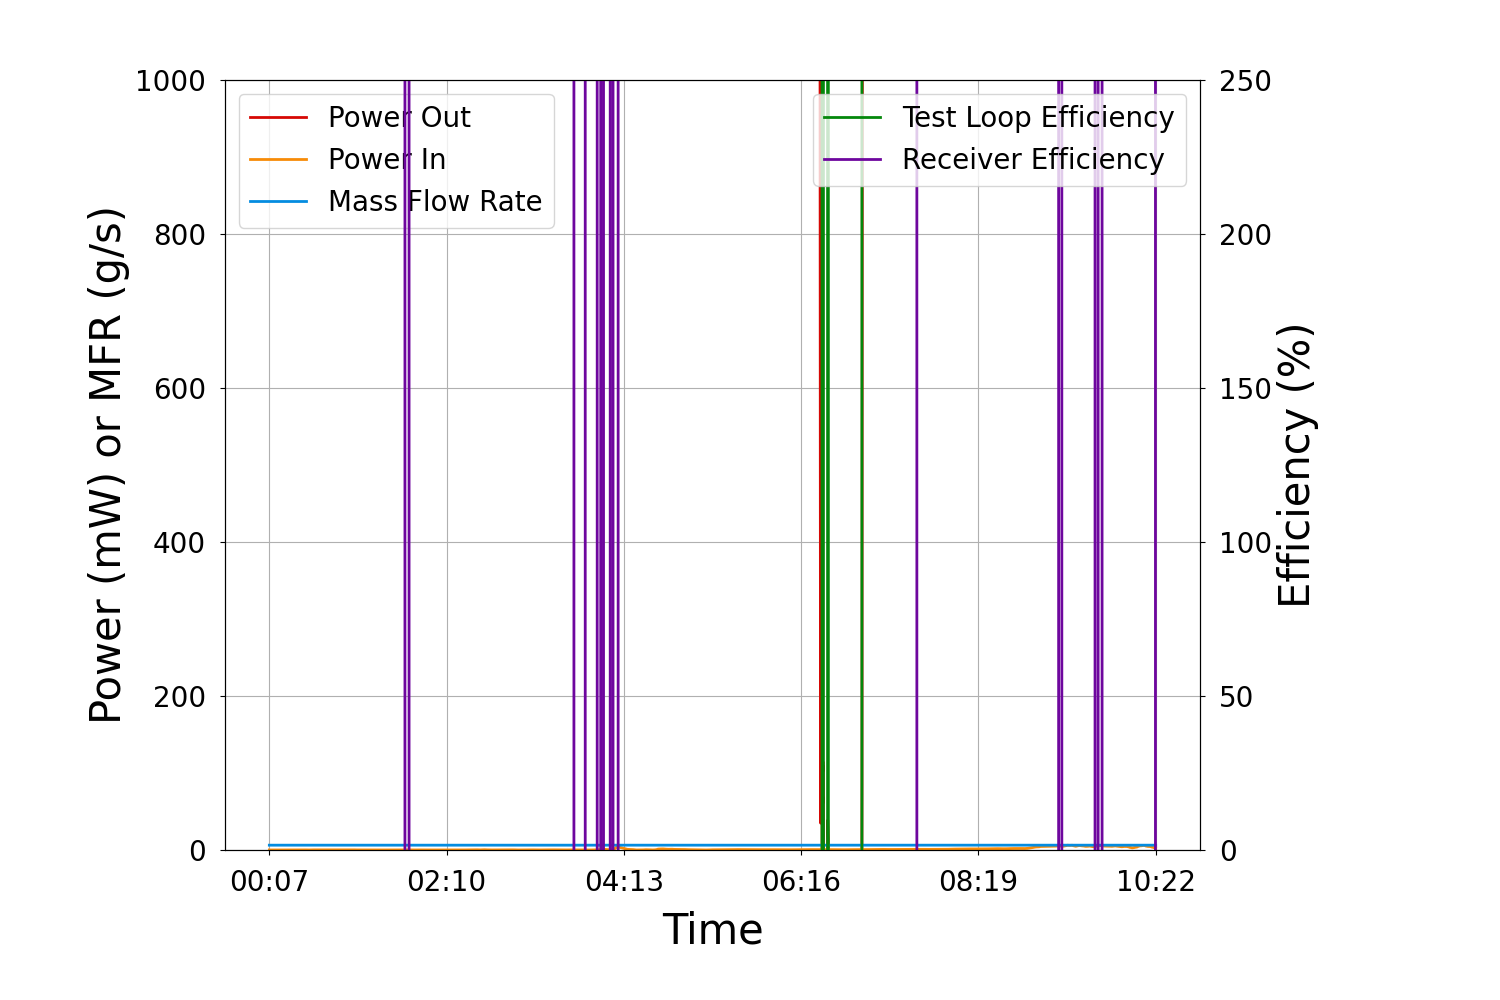 1000
800
600
400
200
0
Power (mW) or MFR (g/s)
Power Out
Power In
Mass Flow Rate
Test Loop Efficiency
Receiver Efficiency
250
200
150
100
50
0
Efficiency (%)
00:07 02:10 04:13 06:16 08:19 10:22
Time